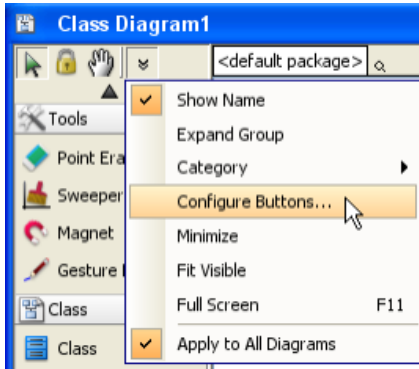 Class Diagram1
<default package>
Tools
Show Name
Expand Group
Point Era
Category
Sweeper
Configure Buttons...
Magnet
Minimize
Gesture
Fit Visible
Class
Full Screen F11
Class
Apply to All Diagrams